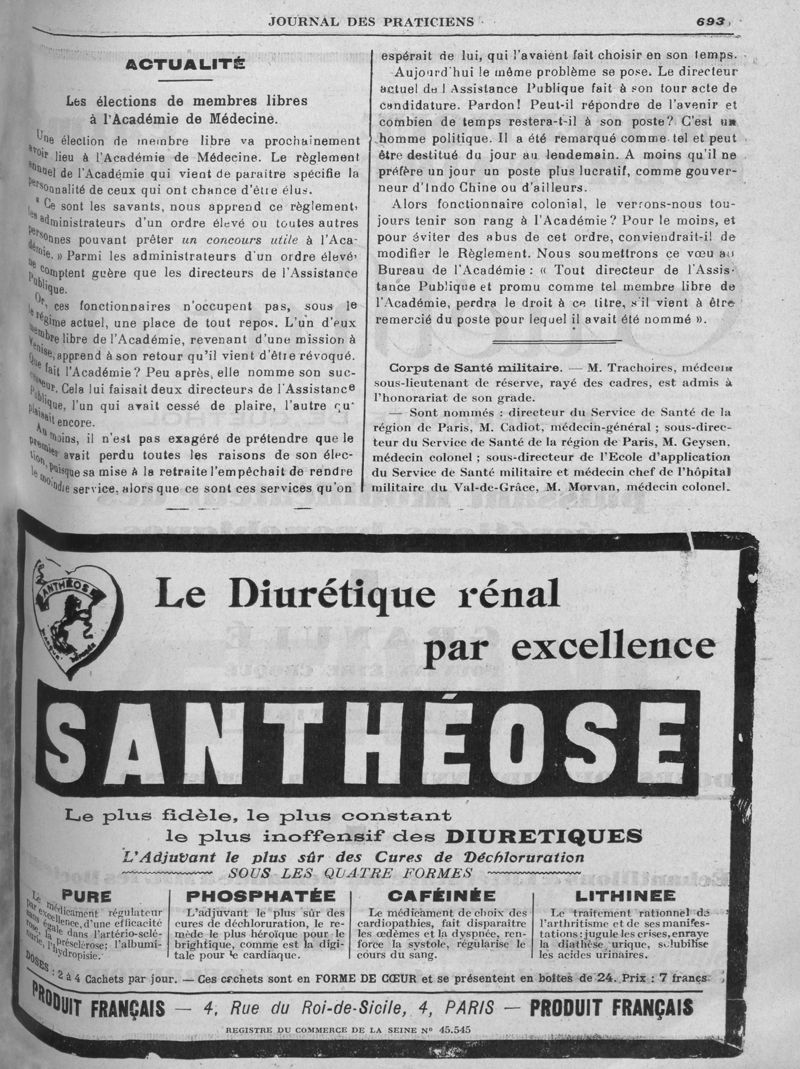 JOURNAL DES PRATICIENS
693
ACTUALITÉ
Les élections de membres libres
à l'Académie de Médecine.
Une élection de membre libre va prochainement
avoir lieu à l'Académie de Médecine. Le règlement
annuel de l'Académie qui vient de paraître spécifie la
personnalité de ceux qui ont chance d'être élus.
« Ce sont les savants, nous apprend ce règlement,
les administrateurs d'un ordre élevé ou toutes autres
personnes pouvant prêter un concours utile à l'Aca-
démie. » Parmi les administrateurs d'un ordre élevé
ne comptent guère que les directeurs de l'Assistance
Publique.
Or, ces fonctionnaires n'occupent pas, sous le
le régime actuel, une place de tout repos. L'un d'eux
membre libre de l'Académie, revenant d'une mission à
Venise, apprend à son retour qu'il vient d'être révoqué.
Que fait l'Académie? Peu après, elle nomme son suc-
cesseur. Cela lui faisait deux directeurs de l'Assistance
Publique, l'un qui avait cessé de plaire, l'autre qu'
plaisait encore.
Au moins, il n'est pas exagéré de prétendre que le
premier avait perdu toutes les raisons de son élec-
tion, puisque sa mise à la retraite l'empêchait de rendre
le moindre service, alors que ce sont ces services qu'on
espérait de lui, qui l'avaient fait choisir en son temps.
Aujourd'hui le même problème se pose. Le directeur
actuel de l Assistance Publique fait à son tour acte de
candidature. Pardon! Peut-il répondre de l'avenir et
combien de temps restera-t-il à son poste? C'est un
homme politique. Il a été remarqué comme tel et peut
être destitué du jour au lendemain. A moins qu'il ne
préfère un jour un poste plus lucratif, comme gouver-
neur d'Indo Chine ou d'ailleurs.
Alors fonctionnaire colonial, le verrons-nous tou-
jours tenir son rang à l'Académie? Pour le moins, et
pour éviter des abus de cet ordre, conviendrait-il de
modifier le Règlement. Nous soumettrons ce vœu au
Bureau de l'Académie : « Tout directeur de l'Assis-
tance Publique et promu comme tel membre libre de
l'Académie, perdra le droit à ce titre, s'il vient à être
remercié du poste pour lequel il avait été nommé ».
Corps de Santé militaire. — M. Trachoires, médecin
sous-lieutenant de réserve, rayé des cadres, est admis à
l'honorariat de son grade.
— Sont nommés : directeur du Service de Santé de la
région de Paris, M. Cadiot, médecin-général ; sous-direc-
teur du Service de Santé de la région de Paris, M. Geysen.
médecin colonel ; sous-directeur de l'Ecole d'application
du Service de Santé militaire et médecin chef de l'hôpital
militaire du Val-de-Grâce, M. Morvan, médecin colonel.
SANTHÉOSE
Le Diurétique rénal
par excellence
SANTHÉOSE
Le plus fidèle, le plus constant
le plus inoffensif des DIURETIQUES
L'Adjuvant le plus sûr des Cures de Déchloruration
SOUS LES QUATRE FORMES
PURE
Le médicament régulateur
par excellence, d'une efficacité
sans égale dans l'artério-sclé-
rose, la présclérose; l'albumi-
nurie, l'hydropisie.
PHOSPHATÉE
L'adjuvant le plus sûr des
cures de déchloruration, le re-
mède le plus héroïque pour le
brightique, comme est la digi-
tale pour le cardiaque.
CAFÉINÉE
Le médicament de choix des
cardiopathies, fait disparaître
les œdèmes et la dyspnée, ren-
force la systole, régularise le
cours du sang.
LITHINÉE
Le traitement rationnel de
l'arthritisme et de ses manifes-
tations : jugule les crises, enraye
la diathèse urique, solubilise
les acides urinaires.
DOSES : 2 à 4 Cachets par jour. — Ces cachets sont en FORME DE CŒUR et se présentent en boîtes de 24. Prix : 7 francs
PRODUIT FRANÇAIS — 4, Rue du Roi-de-Sicile, 4, PARIS — PRODUIT FRANÇAIS
REGISTRE DU COMMERCE DE LA SEINE Nº 45.545